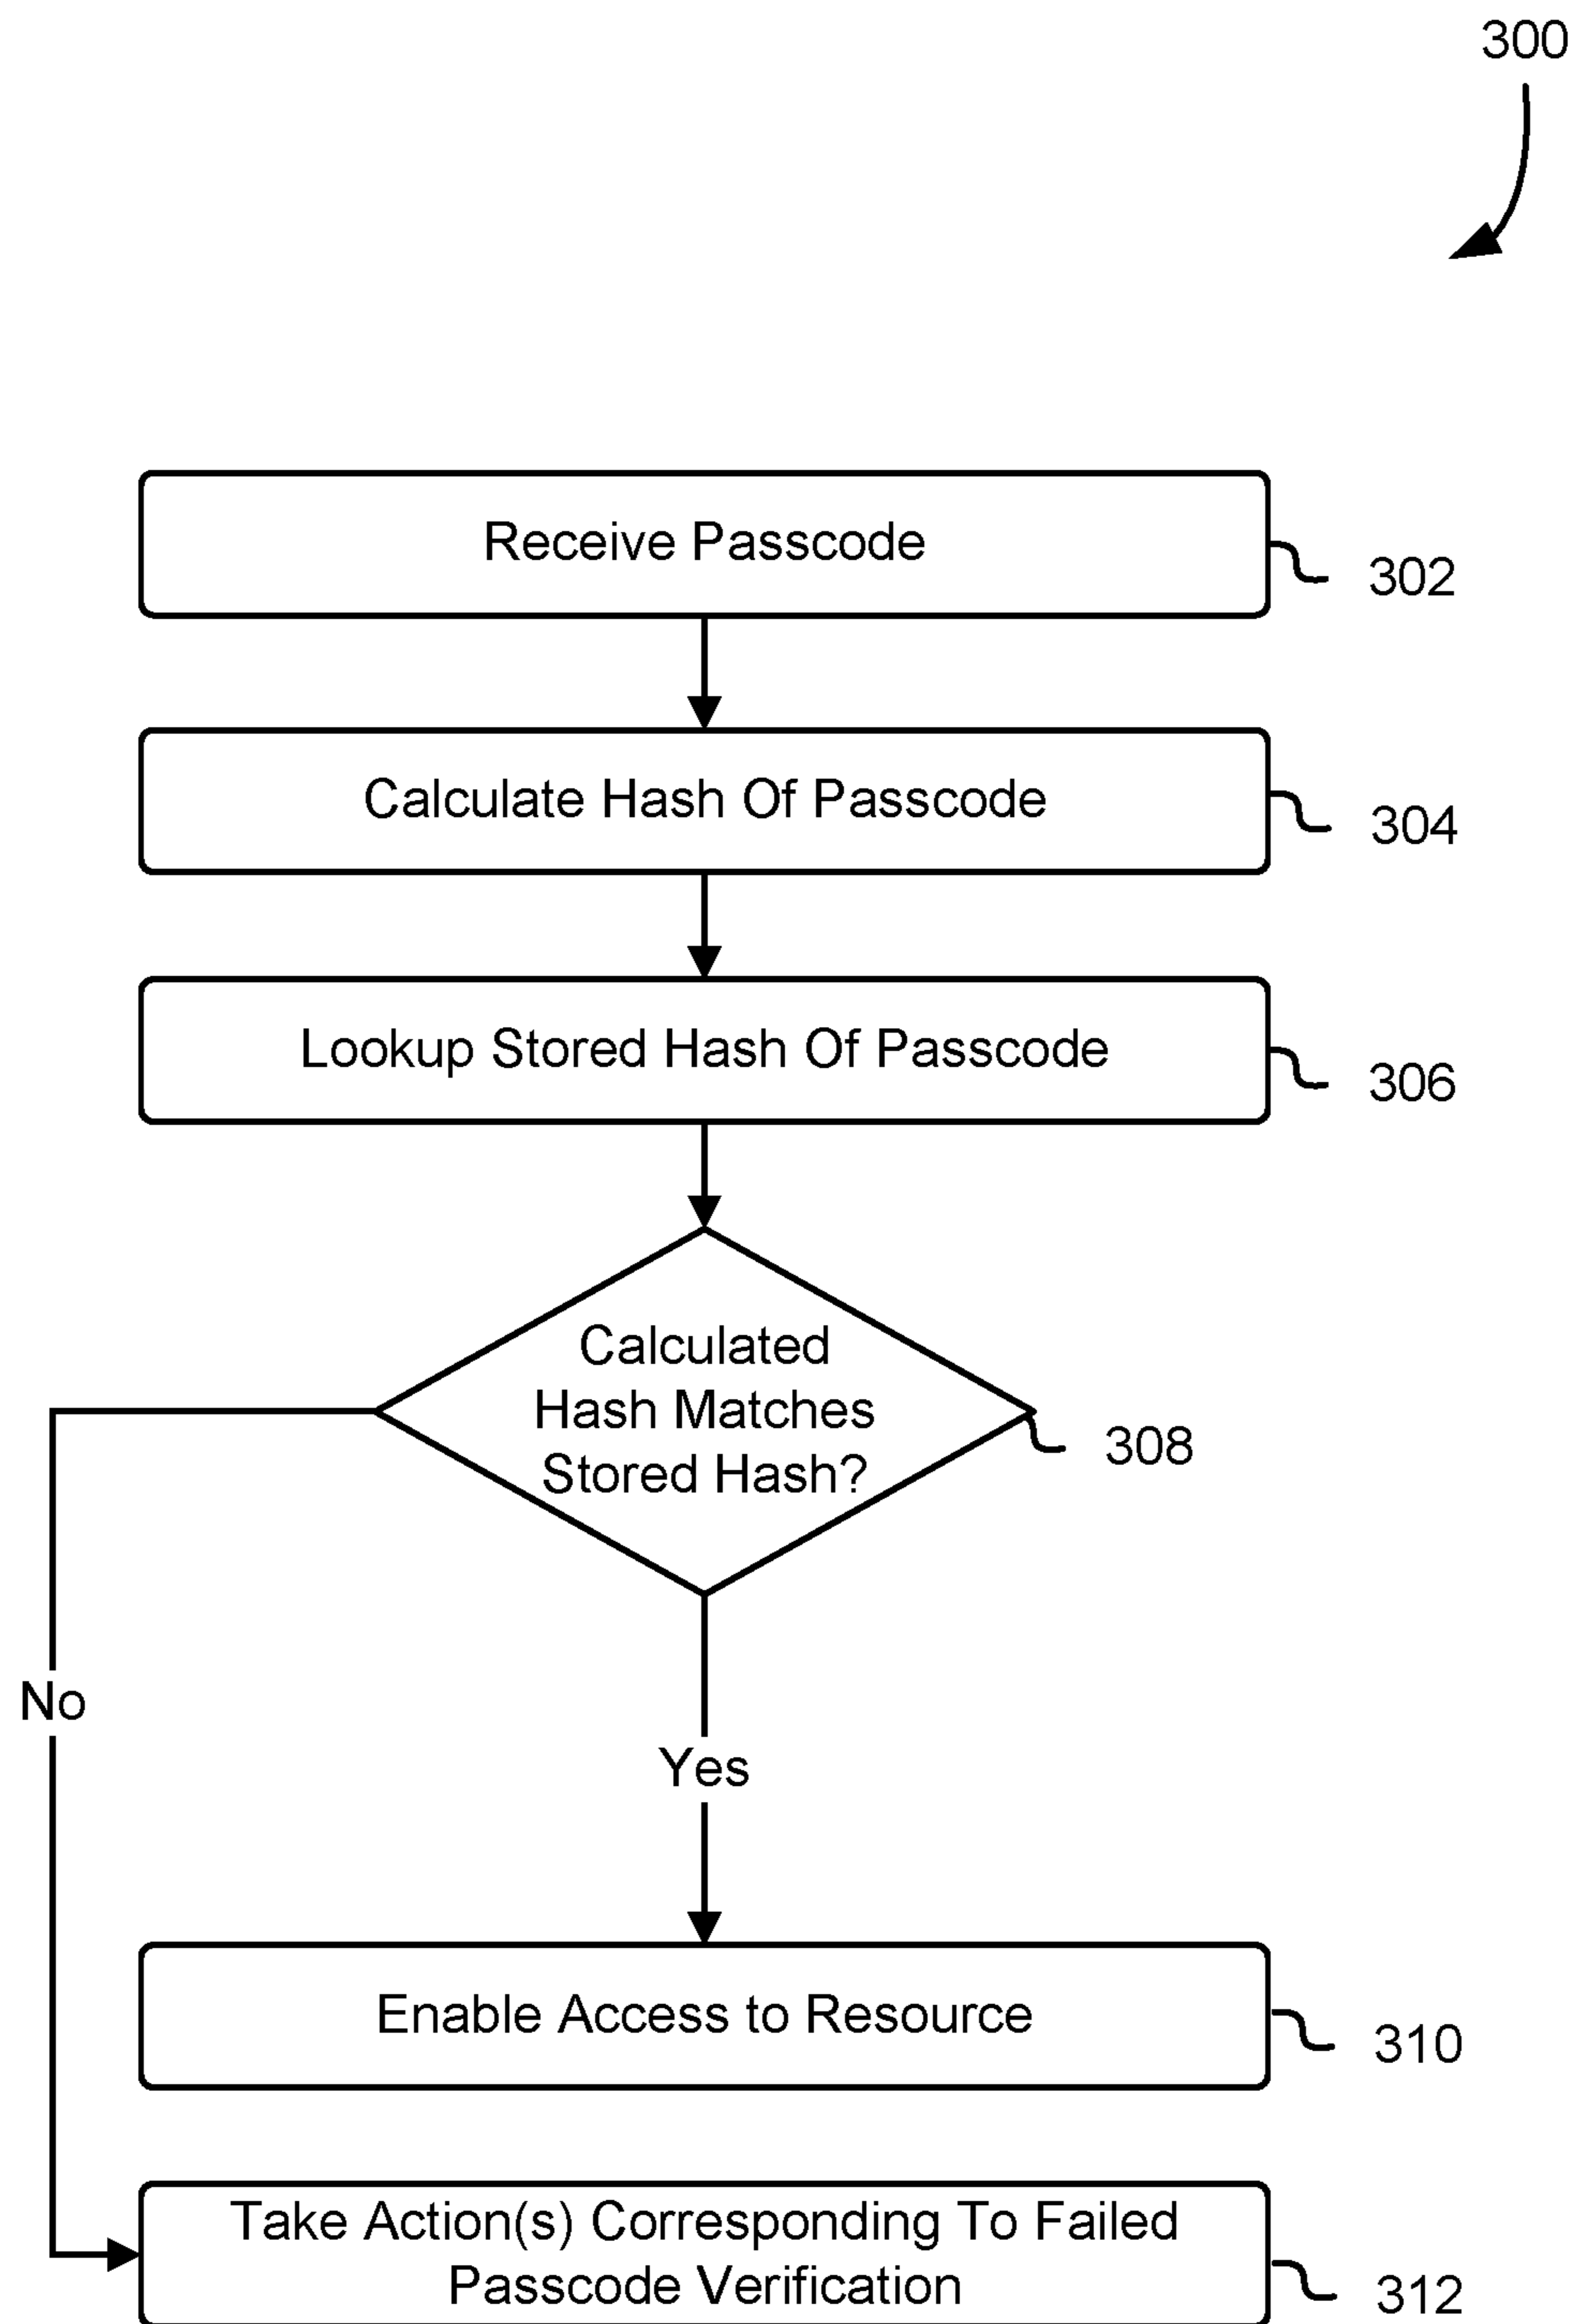 300
Receive Passcode
302
Calculate Hash Of Passcode
304
Lookup Stored Hash Of Passcode
306
Calculated
Hash Matches
Stored Hash?
308
No
Yes
Enable Access to Resource
310
Take Action(s) Corresponding To Failed
Passcode Verification
312